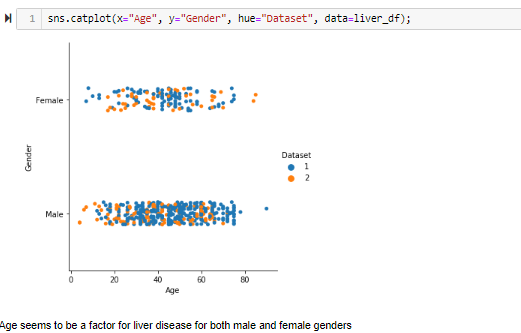 1 sns.catplot(x="Age", y="Gender", hue="Dataset", data=liver_df);
Female
Gender
Male
Dataset
1
2
0 20 40 60 80
Age
Age seems to be a factor for liver disease for both male and female genders